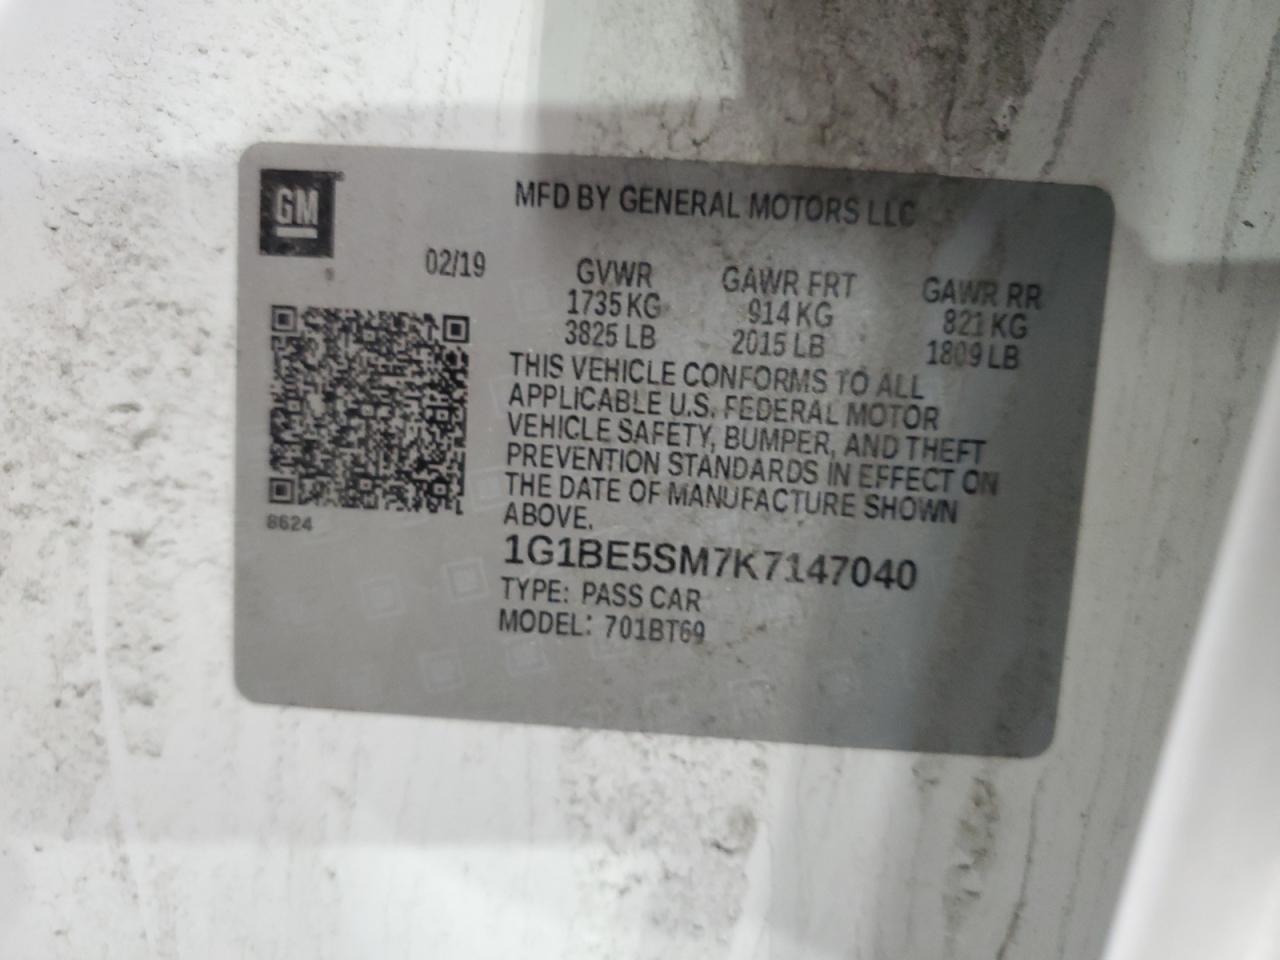 GM
MFD BY GENERAL MOTORS LLC
02/19
GVWR GAWR FRT GAWR RR
1735 KG 914 KG 821 KG
3825 LB 2015 LB 1809 LB
THIS VEHICLE CONFORMS TO ALL
APPLICABLE U.S. FEDERAL MOTOR
VEHICLE SAFETY, BUMPER, AND THEFT
PREVENTION STANDARDS IN EFFECT ON
THE DATE OF MANUFACTURE SHOWN
ABOVE.
8624
1G1BE5SM7K7147040
TYPE: PASS CAR
MODEL: 701BT69